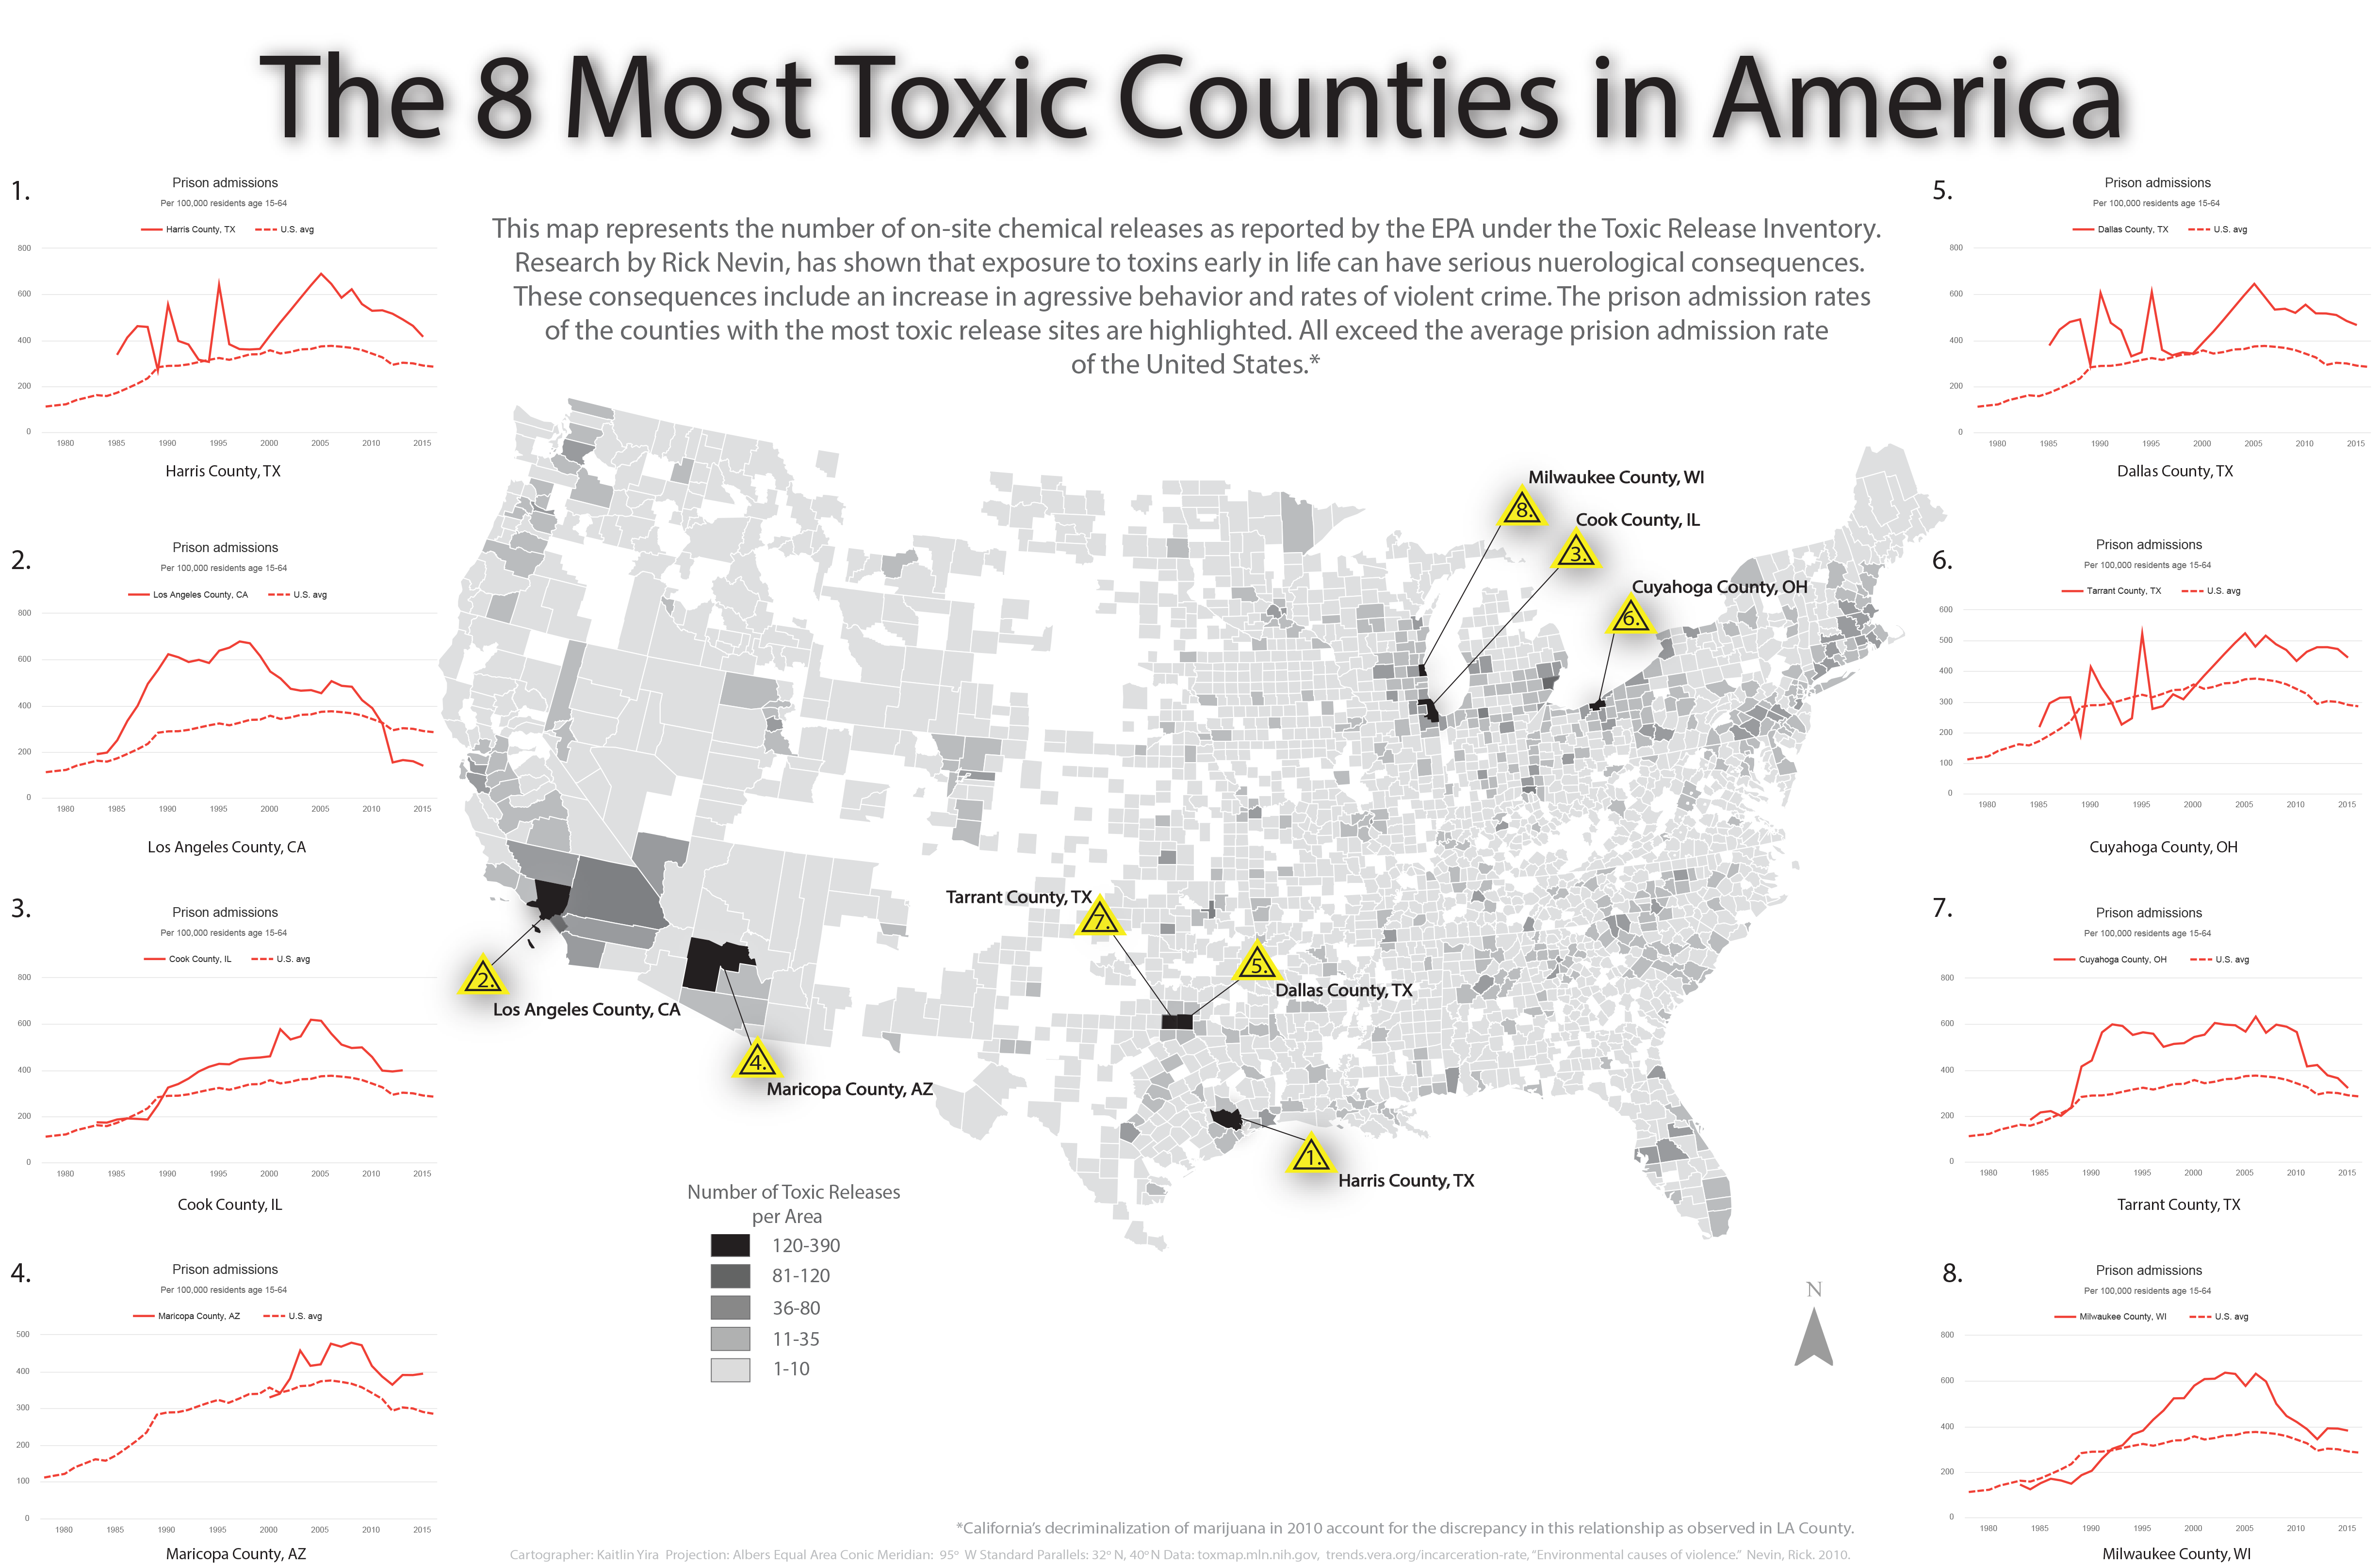 The 8 Most Toxic Counties in America
This map represents the number of on-site chemical releases as reported by the EPA under the Toxic Release Inventory.
Research by Rick Nevin, has shown that exposure to toxins early in life can have serious nuerological consequences.
These consequences include an increase in agressive behavior and rates of violent crime. The prison admission rates
of the counties with the most toxic release sites are highlighted. All exceed the average prision admission rate
of the United States.*
1.
Prison admissions
Per 100,000 residents age 15-64
Harris County, TX U.S. avg
800
600
400
200
0
1980 1985 1990 1995 2000 2005 2010 2015
Harris County, TX
2.
Prison admissions
Per 100,000 residents age 15-64
Los Angeles County, CA U.S. avg
800
600
400
200
0
1980 1985 1990 1995 2000 2005 2010 2015
Los Angeles County, CA
3.
Prison admissions
Per 100,000 residents age 15-64
Cook County, IL U.S. avg
800
600
400
200
0
1980 1985 1990 1995 2000 2005 2010 2015
Cook County, IL
4.
Prison admissions
Per 100,000 residents age 15-64
Maricopa County, AZ U.S. avg
500
400
300
200
100
0
1980 1985 1990 1995 2000 2005 2010 2015
Maricopa County, AZ
Milwaukee County, WI
8.
Cook County, IL
3.
Cuyahoga County, OH
6.
Tarrant County, TX
7.
5.
Dallas County, TX
2.
Los Angeles County, CA
4.
Maricopa County, AZ
1.
Harris County, TX
Number of Toxic Releases
per Area
120-390
81-120
36-80
11-35
1-10
N
5.
Prison admissions
Per 100,000 residents age 15-64
Dallas County, TX U.S. avg
800
600
400
200
0
1980 1985 1990 1995 2000 2005 2010 2015
Dallas County, TX
6.
Prison admissions
Per 100,000 residents age 15-64
Tarrant County, TX U.S. avg
600
500
400
300
200
100
0
1980 1985 1990 1995 2000 2005 2010 2015
Cuyahoga County, OH
7.
Prison admissions
Per 100,000 residents age 15-64
Cuyahoga County, OH U.S. avg
800
600
400
200
0
1980 1985 1990 1995 2000 2005 2010 2015
Tarrant County, TX
8.
Prison admissions
Per 100,000 residents age 15-64
Milwaukee County, WI U.S. avg
800
600
400
200
0
1980 1985 1990 1995 2000 2005 2010 2015
Milwaukee County, WI
*California's decriminalization of marijuana in 2010 account for the discrepancy in this relationship as observed in LA County.
Cartographer: Kaitlin Yira Projection: Albers Equal Area Conic Meridian: 95º W Standard Parallels: 32º N, 40º N Data: toxmap.mln.nih.gov, trends.vera.org/incarceration-rate, "Environmental causes of violence." Nevin, Rick. 2010.